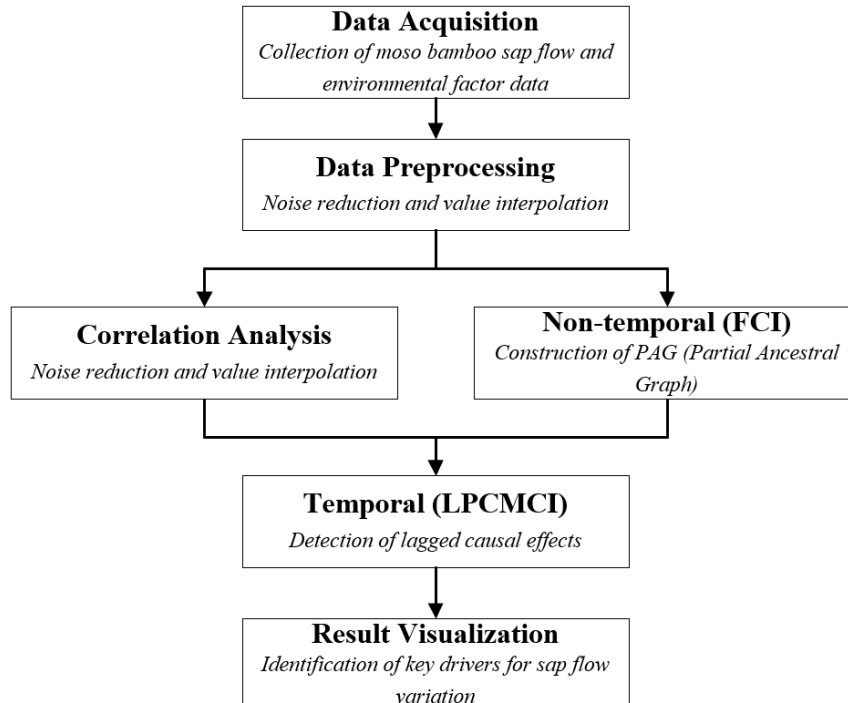 Data Acquisition
Collection of moso bamboo sap flow and
environmental factor data
Data Preprocessing
Noise reduction and value interpolation
Correlation Analysis
Noise reduction and value interpolation
Non-temporal (FCI)
Construction of PAG (Partial Ancestral
Graph)
Temporal (LPCMCI)
Detection of lagged causal effects
Result Visualization
Identification of key drivers for sap flow
variation